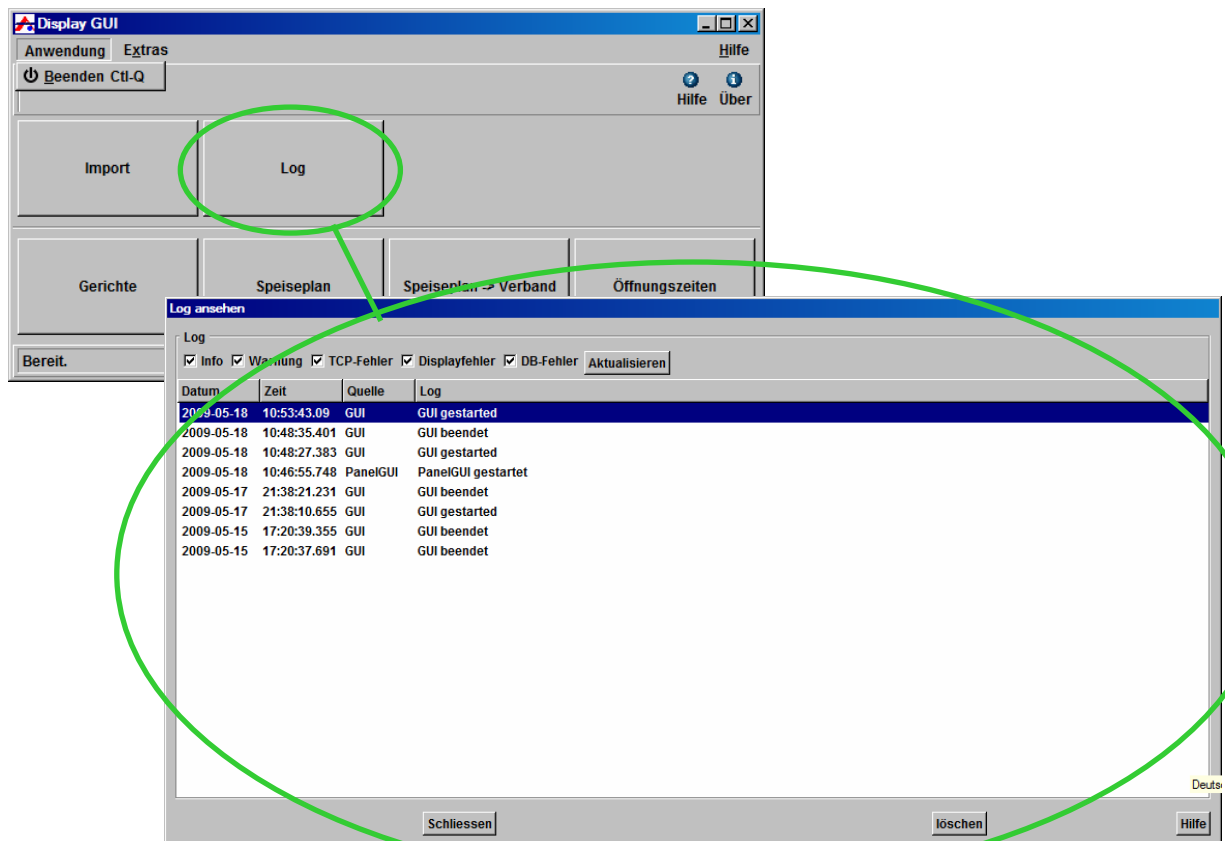 Display GUI
Anwendung Extras Hilfe
Beenden Ctl-Q
Hilfe Über
Import Log
Gerichte Speiseplan Speiseplan -> Verband Öffnungszeiten
Bereit.
Log ansehen
Log
Info Warnung TCP-Fehler Displayfehler DB-Fehler Aktualisieren
Datum Zeit Quelle Log
2009-05-18 10:53:43.09 GUI GUI gestarted
2009-05-18 10:48:35.401 GUI GUI beendet
2009-05-18 10:48:27.383 GUI GUI gestarted
2009-05-18 10:46:55.748 PanelGUI PanelGUI gestartet
2009-05-17 21:38:21.231 GUI GUI beendet
2009-05-17 21:38:10.655 GUI GUI gestarted
2009-05-15 17:20:39.355 GUI GUI beendet
2009-05-15 17:20:37.691 GUI GUI beendet
Schliessen löschen Hilfe